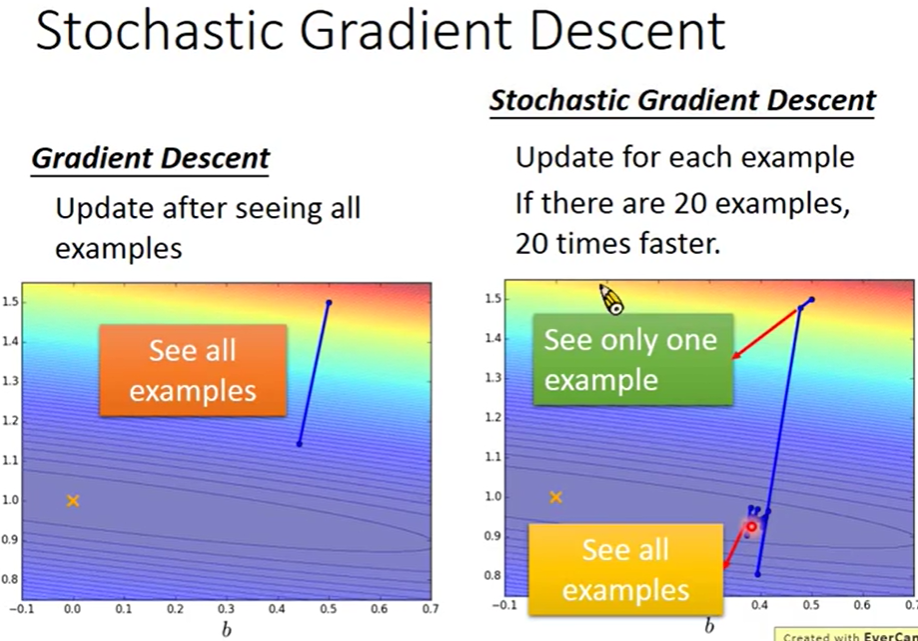 Stochastic Gradient Descent
Gradient Descent
Update after seeing all
examples
Stochastic Gradient Descent
Update for each example
If there are 20 examples,
20 times faster.
1.5
1.4
1.3
1.2
1.1
1.0
0.9
0.8
See all
examples
−0.1 0.0 0.1 0.2 0.3 0.4 0.5 0.6 0.7
b
1.5
1.4
1.3
1.2
1.1
1.0
0.9
0.8
See only one
example
See all
examples
−0.1 0.4 0.5 0.6
b
Created with EverCam